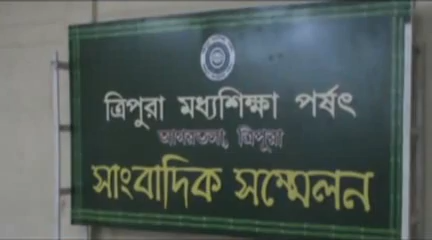 ত্রিপুরা মধ্যশিক্ষা পর্ষৎ
আগরতলা, ত্রিপুরা
সাংবাদিক সম্মেলন